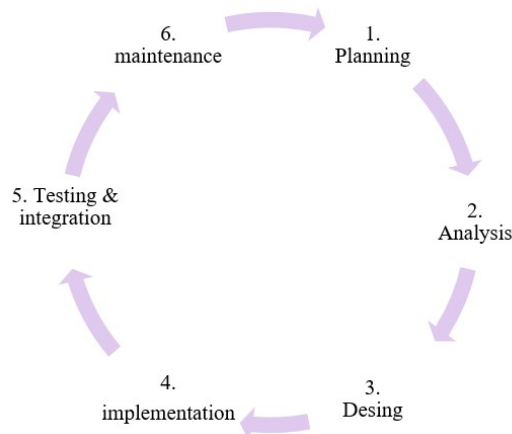 1.
Planning
2.
Analysis
3.
Desing
4.
implementation
5. Testing &
integration
6.
maintenance